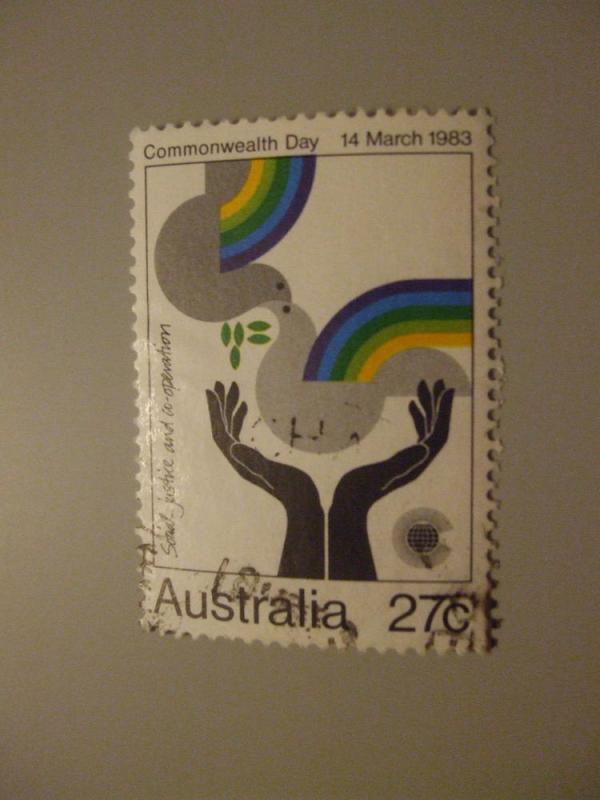 Commonwealth Day 14 March 1983
Social justice and co-operation
Australia 27c